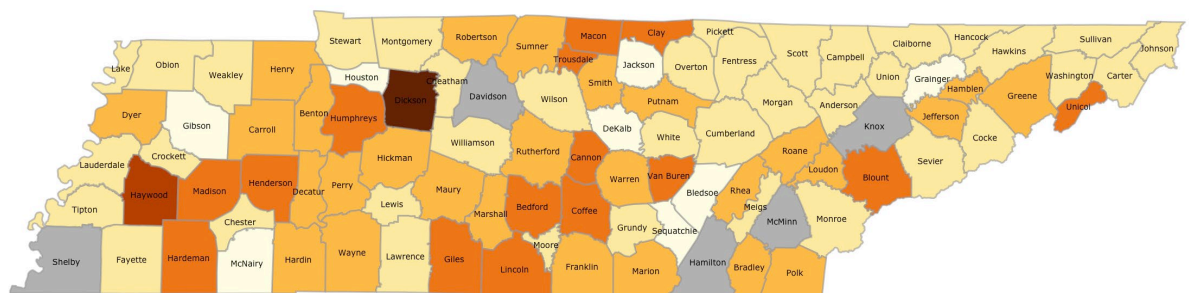 Stewart
Montgomery
Robertson
Sumner
Macon
Clay
Pickett
Trousdale
Lake
Obion
Weakley
Henry
Houston
Cheatham
Dickson
Davidson
Wilson
Smith
Jackson
Overton
Fentress
Scott
Campbell
Claiborne
Hancock
Hawkins
Sullivan
Johnson
Union
Grainger
Hamblen
Washington
Carter
Greene
Unicoi
Dyer
Gibson
Carroll
Benton
Humphreys
Putnam
Morgan
Anderson
Knox
Jefferson
Cocke
DeKalb
White
Cumberland
Lauderdale
Crockett
Hickman
Williamson
Rutherford
Cannon
Roane
Loudon
Blount
Sevier
Haywood
Madison
Henderson
Decatur
Perry
Lewis
Maury
Warren
Van Buren
Bledsoe
Rhea
Meigs
McMinn
Monroe
Tipton
Chester
Marshall
Bedford
Coffee
Grundy
Sequatchie
Shelby
Fayette
Hardeman
McNairy
Hardin
Wayne
Lawrence
Giles
Lincoln
Moore
Franklin
Marion
Hamilton
Bradley
Polk